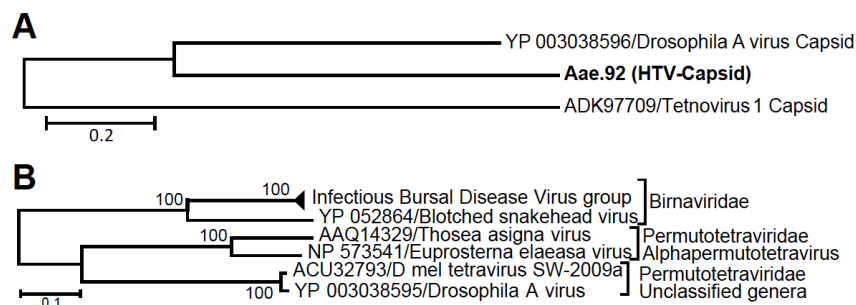 A
YP 003038596/Drosophila A virus Capsid
Aae.92 (HTV-Capsid)
ADK97709/Tetnovirus 1 Capsid
0.2
B
100
100
Infectious Bursal Disease Virus group
YP 052864/Blotched snakehead virus
Birnaviridae
100
AAQ14329/Thosea asigna virus
NP 573541/Euprosterna elaeasa virus
Permutotetraviridae
Alphapermutotetravirus
100
ACU32793/D mel tetravirus SW-2009a
YP 003038595/Drosophila A virus
Permutotetraviridae
Unclassified genera
0.1